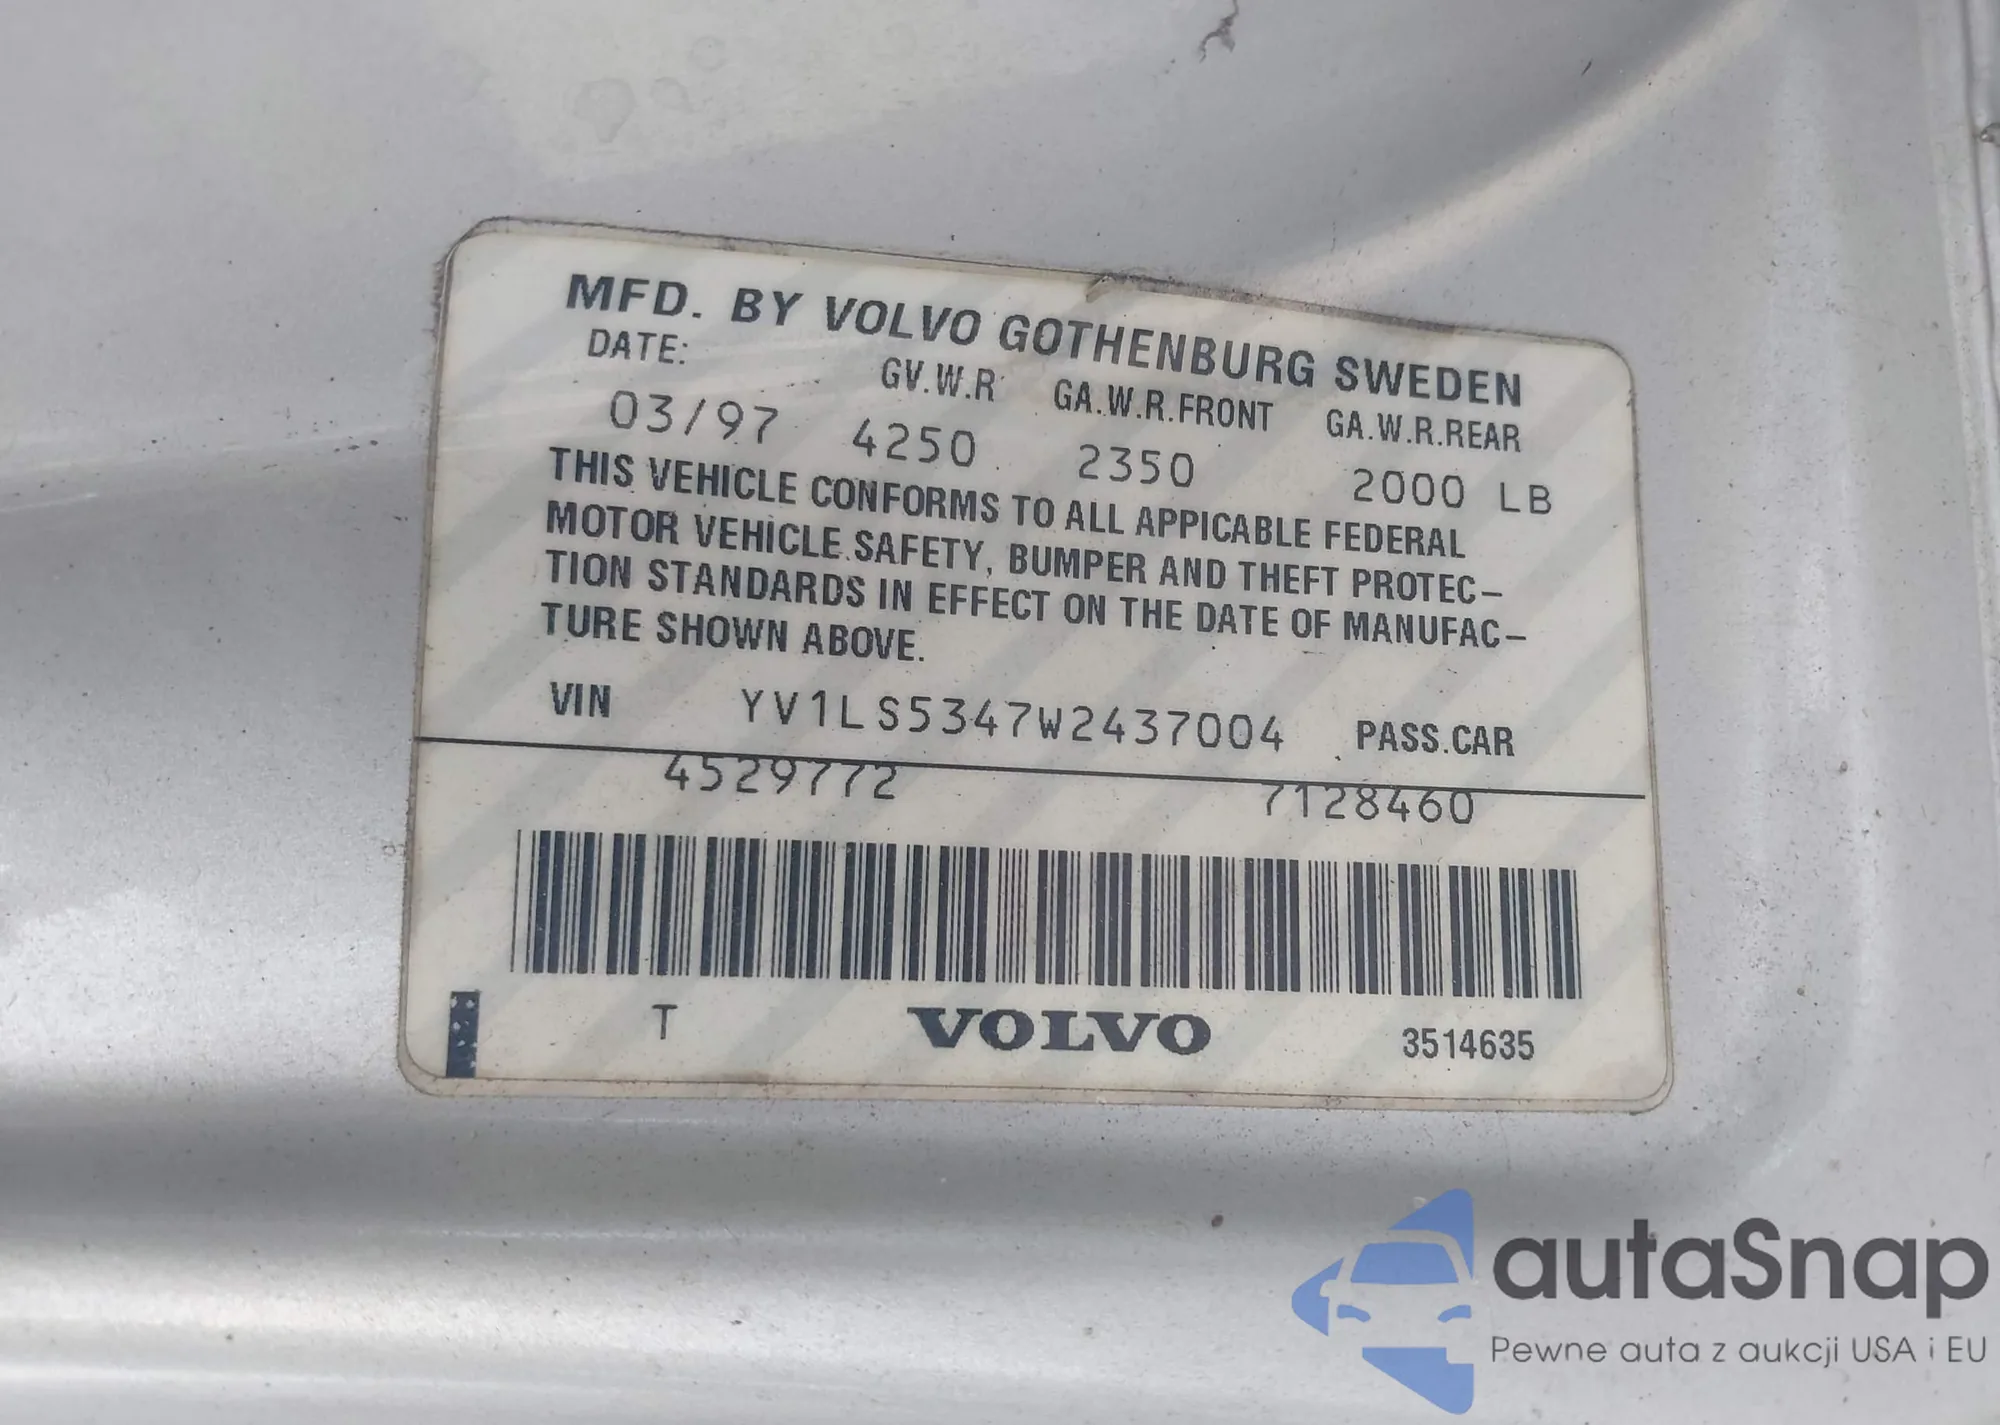 MFD. BY VOLVO GOTHENBURG SWEDEN
DATE: GV.W.R GA.W.R.FRONT GA.W.R.REAR
03/97 4250 2350 2000 LB
THIS VEHICLE CONFORMS TO ALL APPICABLE FEDERAL
MOTOR VEHICLE SAFETY, BUMPER AND THEFT PROTEC-
TION STANDARDS IN EFFECT ON THE DATE OF MANUFAC-
TURE SHOWN ABOVE.
VIN YV1LS5347W2437004 PASS.CAR
4529772 7128460
T VOLVO 3514635
autaSnap
Pewne auta z aukcji USA i EU